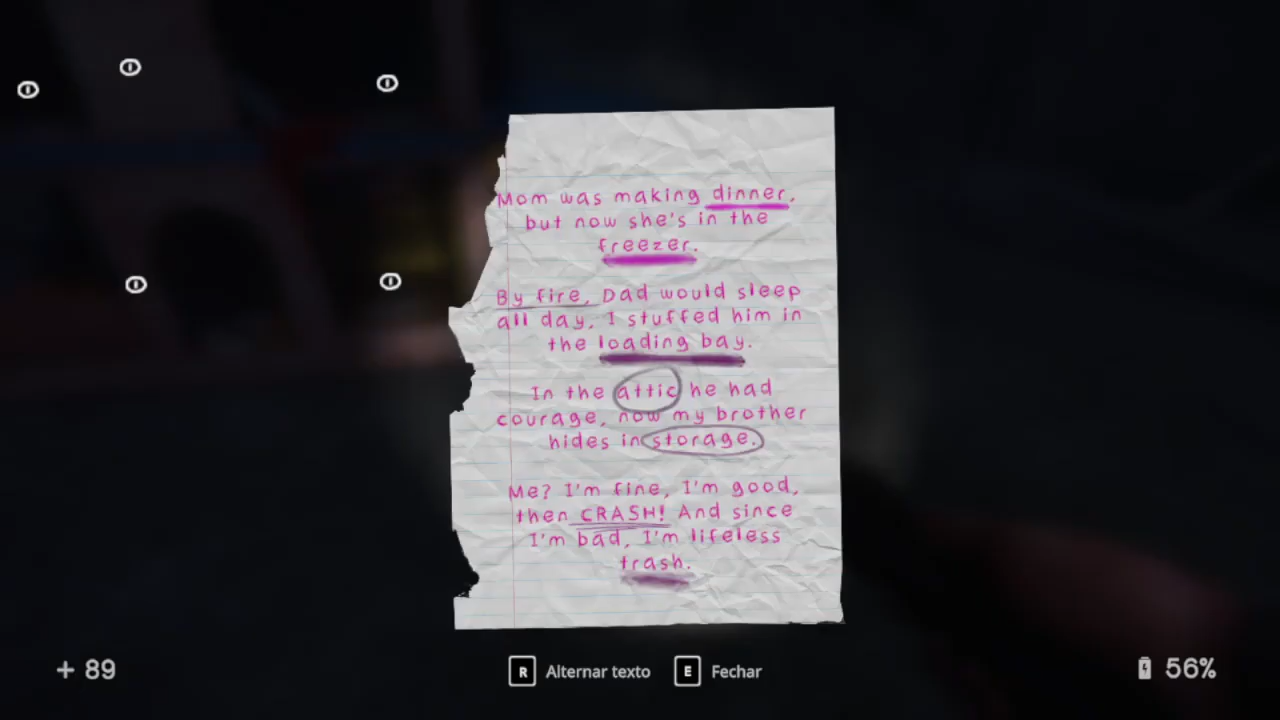 Mom was making dinner,
but now she's in the
freezer.
By fire, Dad would sleep
all day, I stuffed him in
the loading bay.
In the attic he had
courage, now my brother
hides in storage.
Me? I'm fine, I'm good,
then CRASH! And since
I'm bad, I'm lifeless
trash.
+ 89
R Alternar texto E Fechar
56%